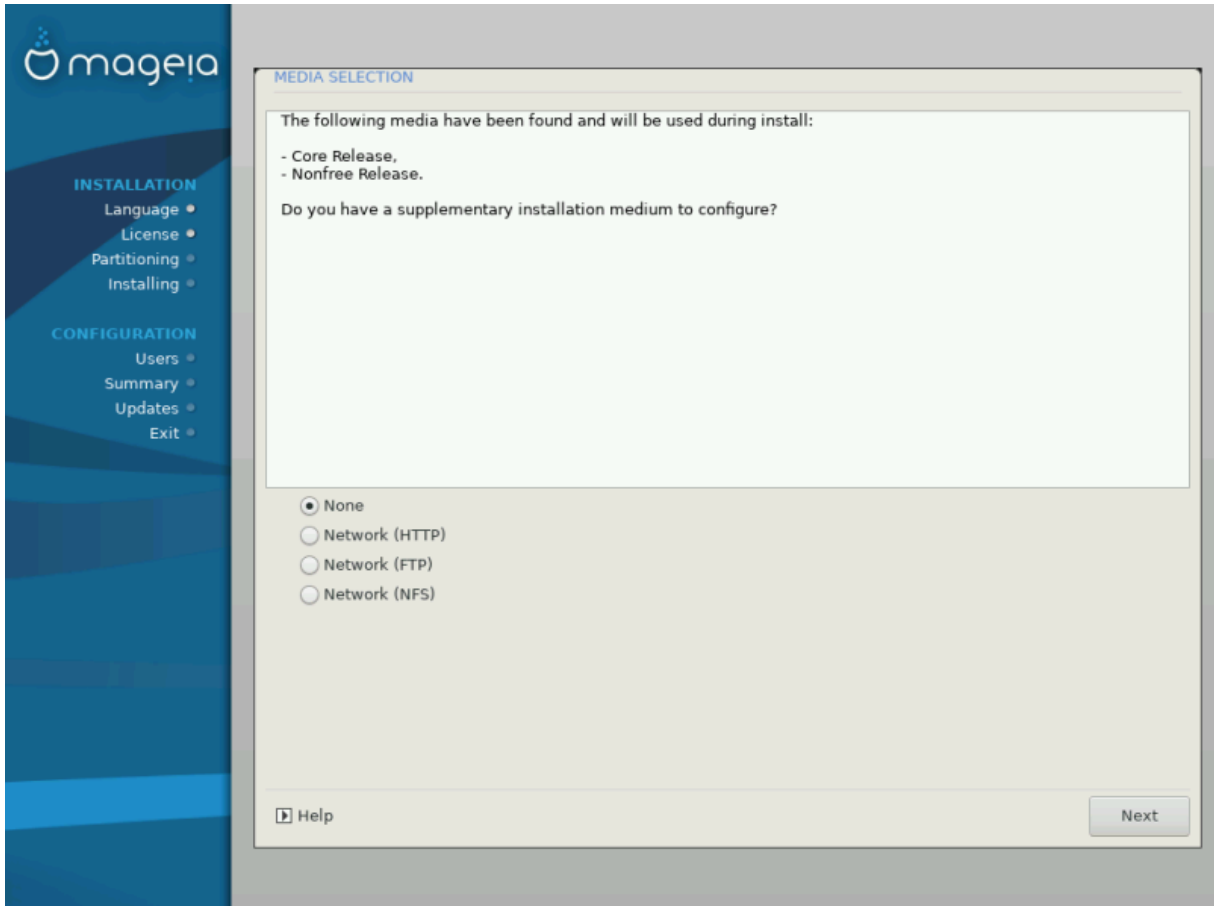 mageia
INSTALLATION
Language
License
Partitioning
Installing
CONFIGURATION
Users
Summary
Updates
Exit
MEDIA SELECTION
The following media have been found and will be used during install:
- Core Release,
- Nonfree Release.
Do you have a supplementary installation medium to configure?
None
Network (HTTP)
Network (FTP)
Network (NFS)
Help
Next